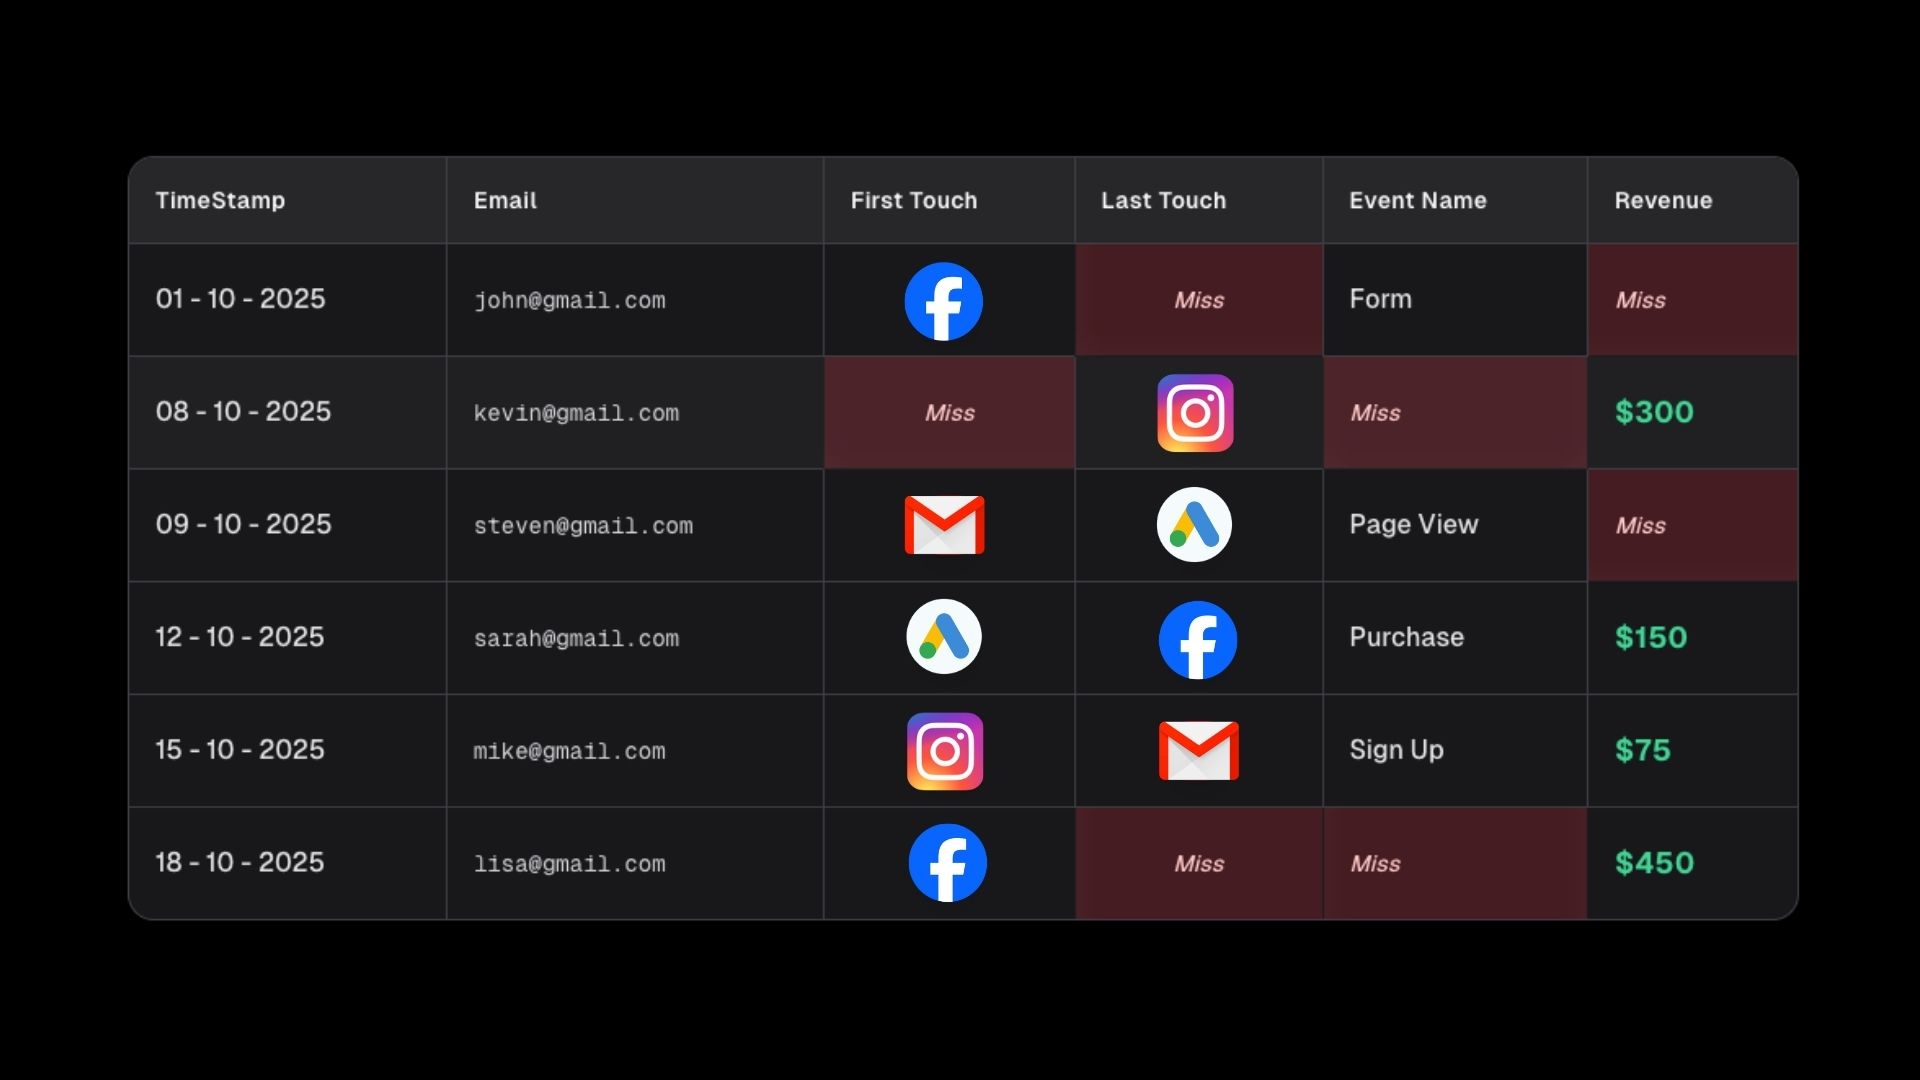 TimeStamp Email First Touch Last Touch Event Name Revenue
01 - 10 - 2025 john@gmail.com Miss Form Miss
08 - 10 - 2025 kevin@gmail.com Miss Miss $300
09 - 10 - 2025 steven@gmail.com Page View Miss
12 - 10 - 2025 sarah@gmail.com Purchase $150
15 - 10 - 2025 mike@gmail.com Sign Up $75
18 - 10 - 2025 lisa@gmail.com Miss Miss $450